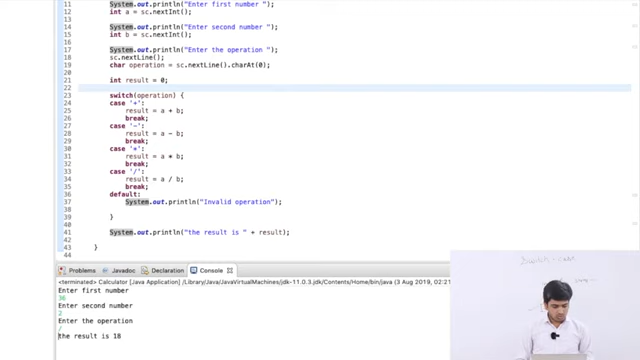 11 System.out.println("Enter first number ");
12 int a = sc.nextInt();
13
14 System.out.println("Enter second number ");
15 int b = sc.nextInt();
16
17 System.out.println("Enter the operation ");
18 sc.nextLine();
19 char operation = sc.nextLine().charAt(0);
20
21 int result = 0;
22
23 switch(operation) {
24 case '+':
25 result = a + b;
26 break;
27 case '-':
28 result = a - b;
29 break;
30 case '*':
31 result = a * b;
32 break;
33 case '/':
34 result = a / b;
35 break;
36 default:
37 System.out.println("Invalid operation");
38
39 }
40
41 System.out.println("the result is " + result);
42
43 }
44
Problems Javadoc Declaration Console
<terminated> Calculator [Java Application] /Library/Java/JavaVirtualMachines/jdk-11.0.3.jdk/Contents/Home/bin/java (3 Aug 2019, 02:21
Enter first number
36
Enter second number
2
Enter the operation
/
the result is 18
Switch - case